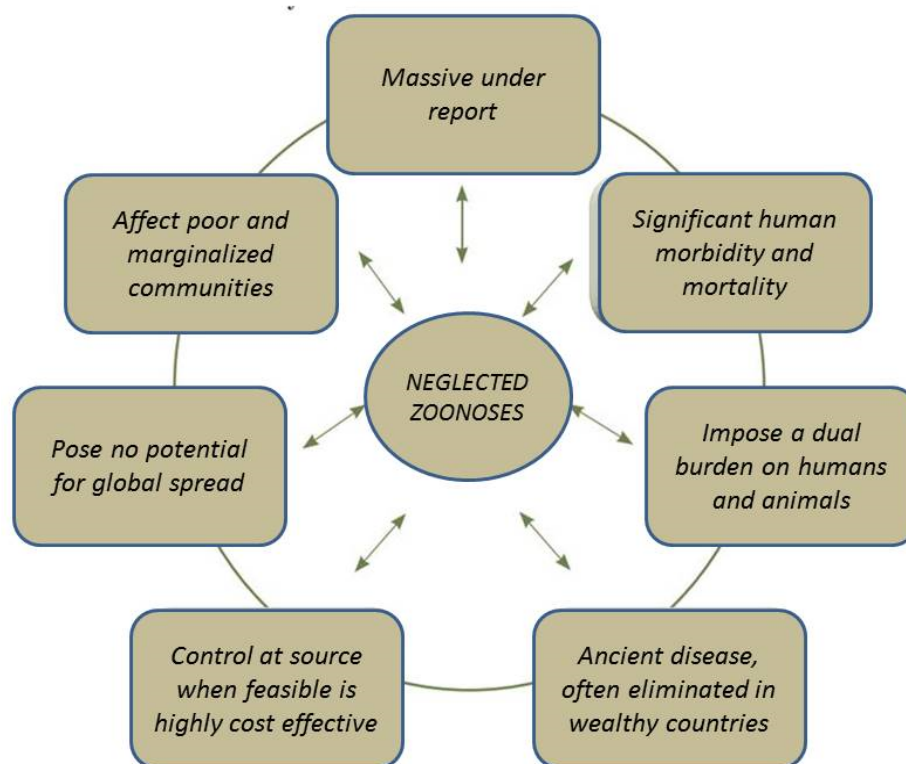 Massive under
report
Affect poor and
marginalized
communities
Significant human
morbidity and
mortality
NEGLECTED
ZOONOSES
Pose no potential
for global spread
Impose a dual
burden on humans
and animals
Control at source
when feasible is
highly cost effective
Ancient disease,
often eliminated in
wealthy countries